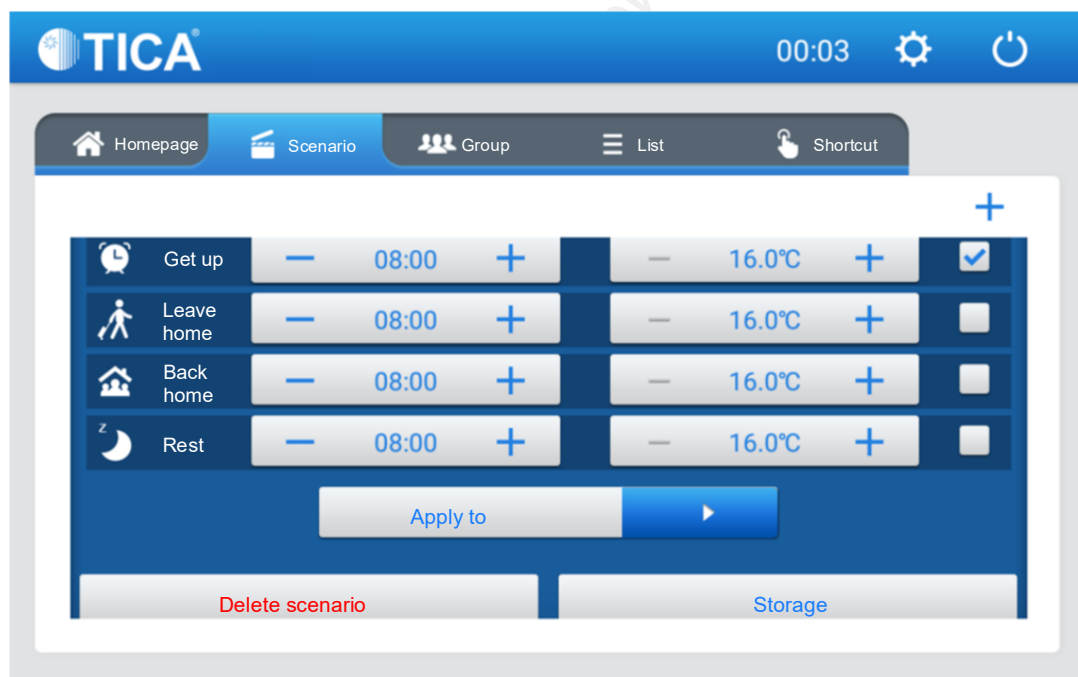 TICA®
00:03
Homepage
Scenario
Group
List
Shortcut
Get up
08:00
16.0℃
Leave
home
08:00
16.0℃
Back
home
08:00
16.0℃
z
Rest
08:00
16.0℃
Apply to
Delete scenario
Storage